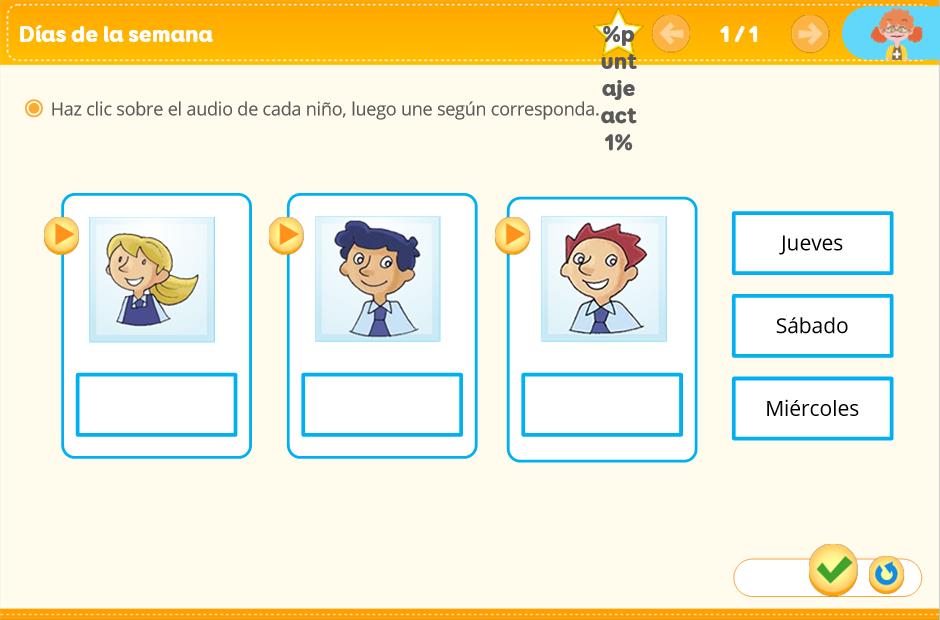 Días de la semana
%p
unt
aje
act
1%
1 / 1
Haz clic sobre el audio de cada niño, luego une según corresponda.
Jueves
Sábado
Miércoles